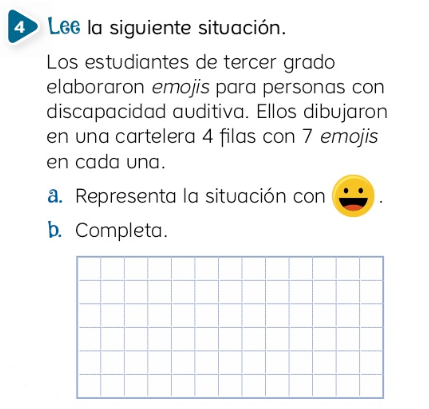 4 Lee la siguiente situación.
Los estudiantes de tercer grado
elaboraron emojis para personas con
discapacidad auditiva. Ellos dibujaron
en una cartelera 4 filas con 7 emojis
en cada una.
a. Representa la situación con .
b. Completa.